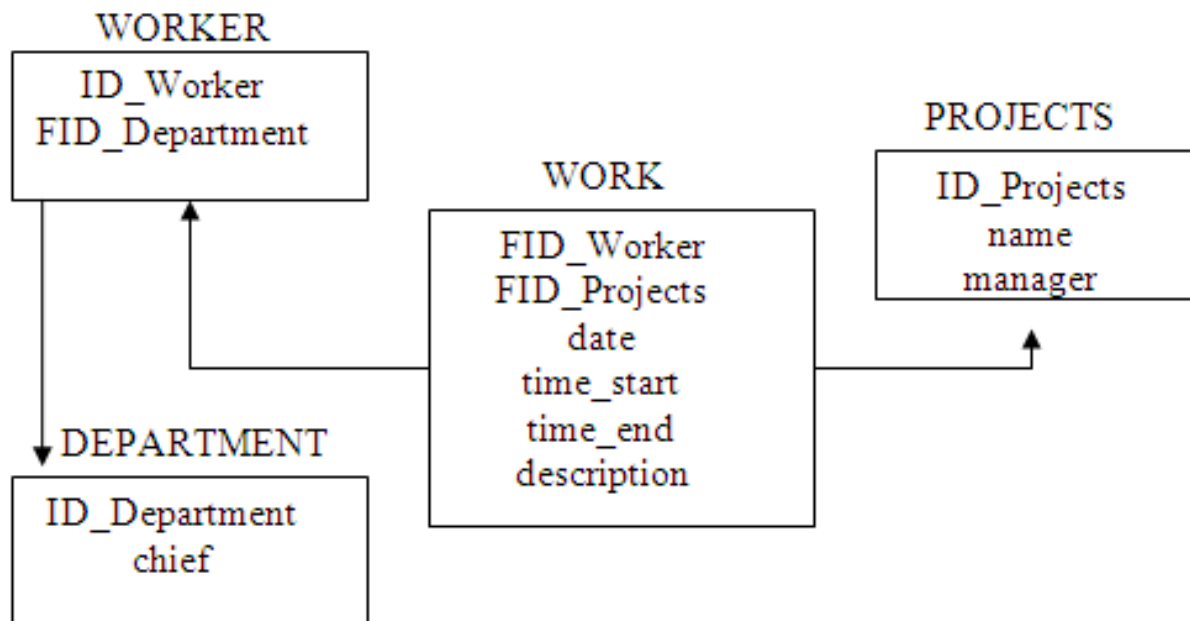 WORKER
ID_Worker
FID_Department
PROJECTS
ID_Projects
name
manager
WORK
FID_Worker
FID_Projects
date
time_start
time_end
description
DEPARTMENT
ID_Department
chief